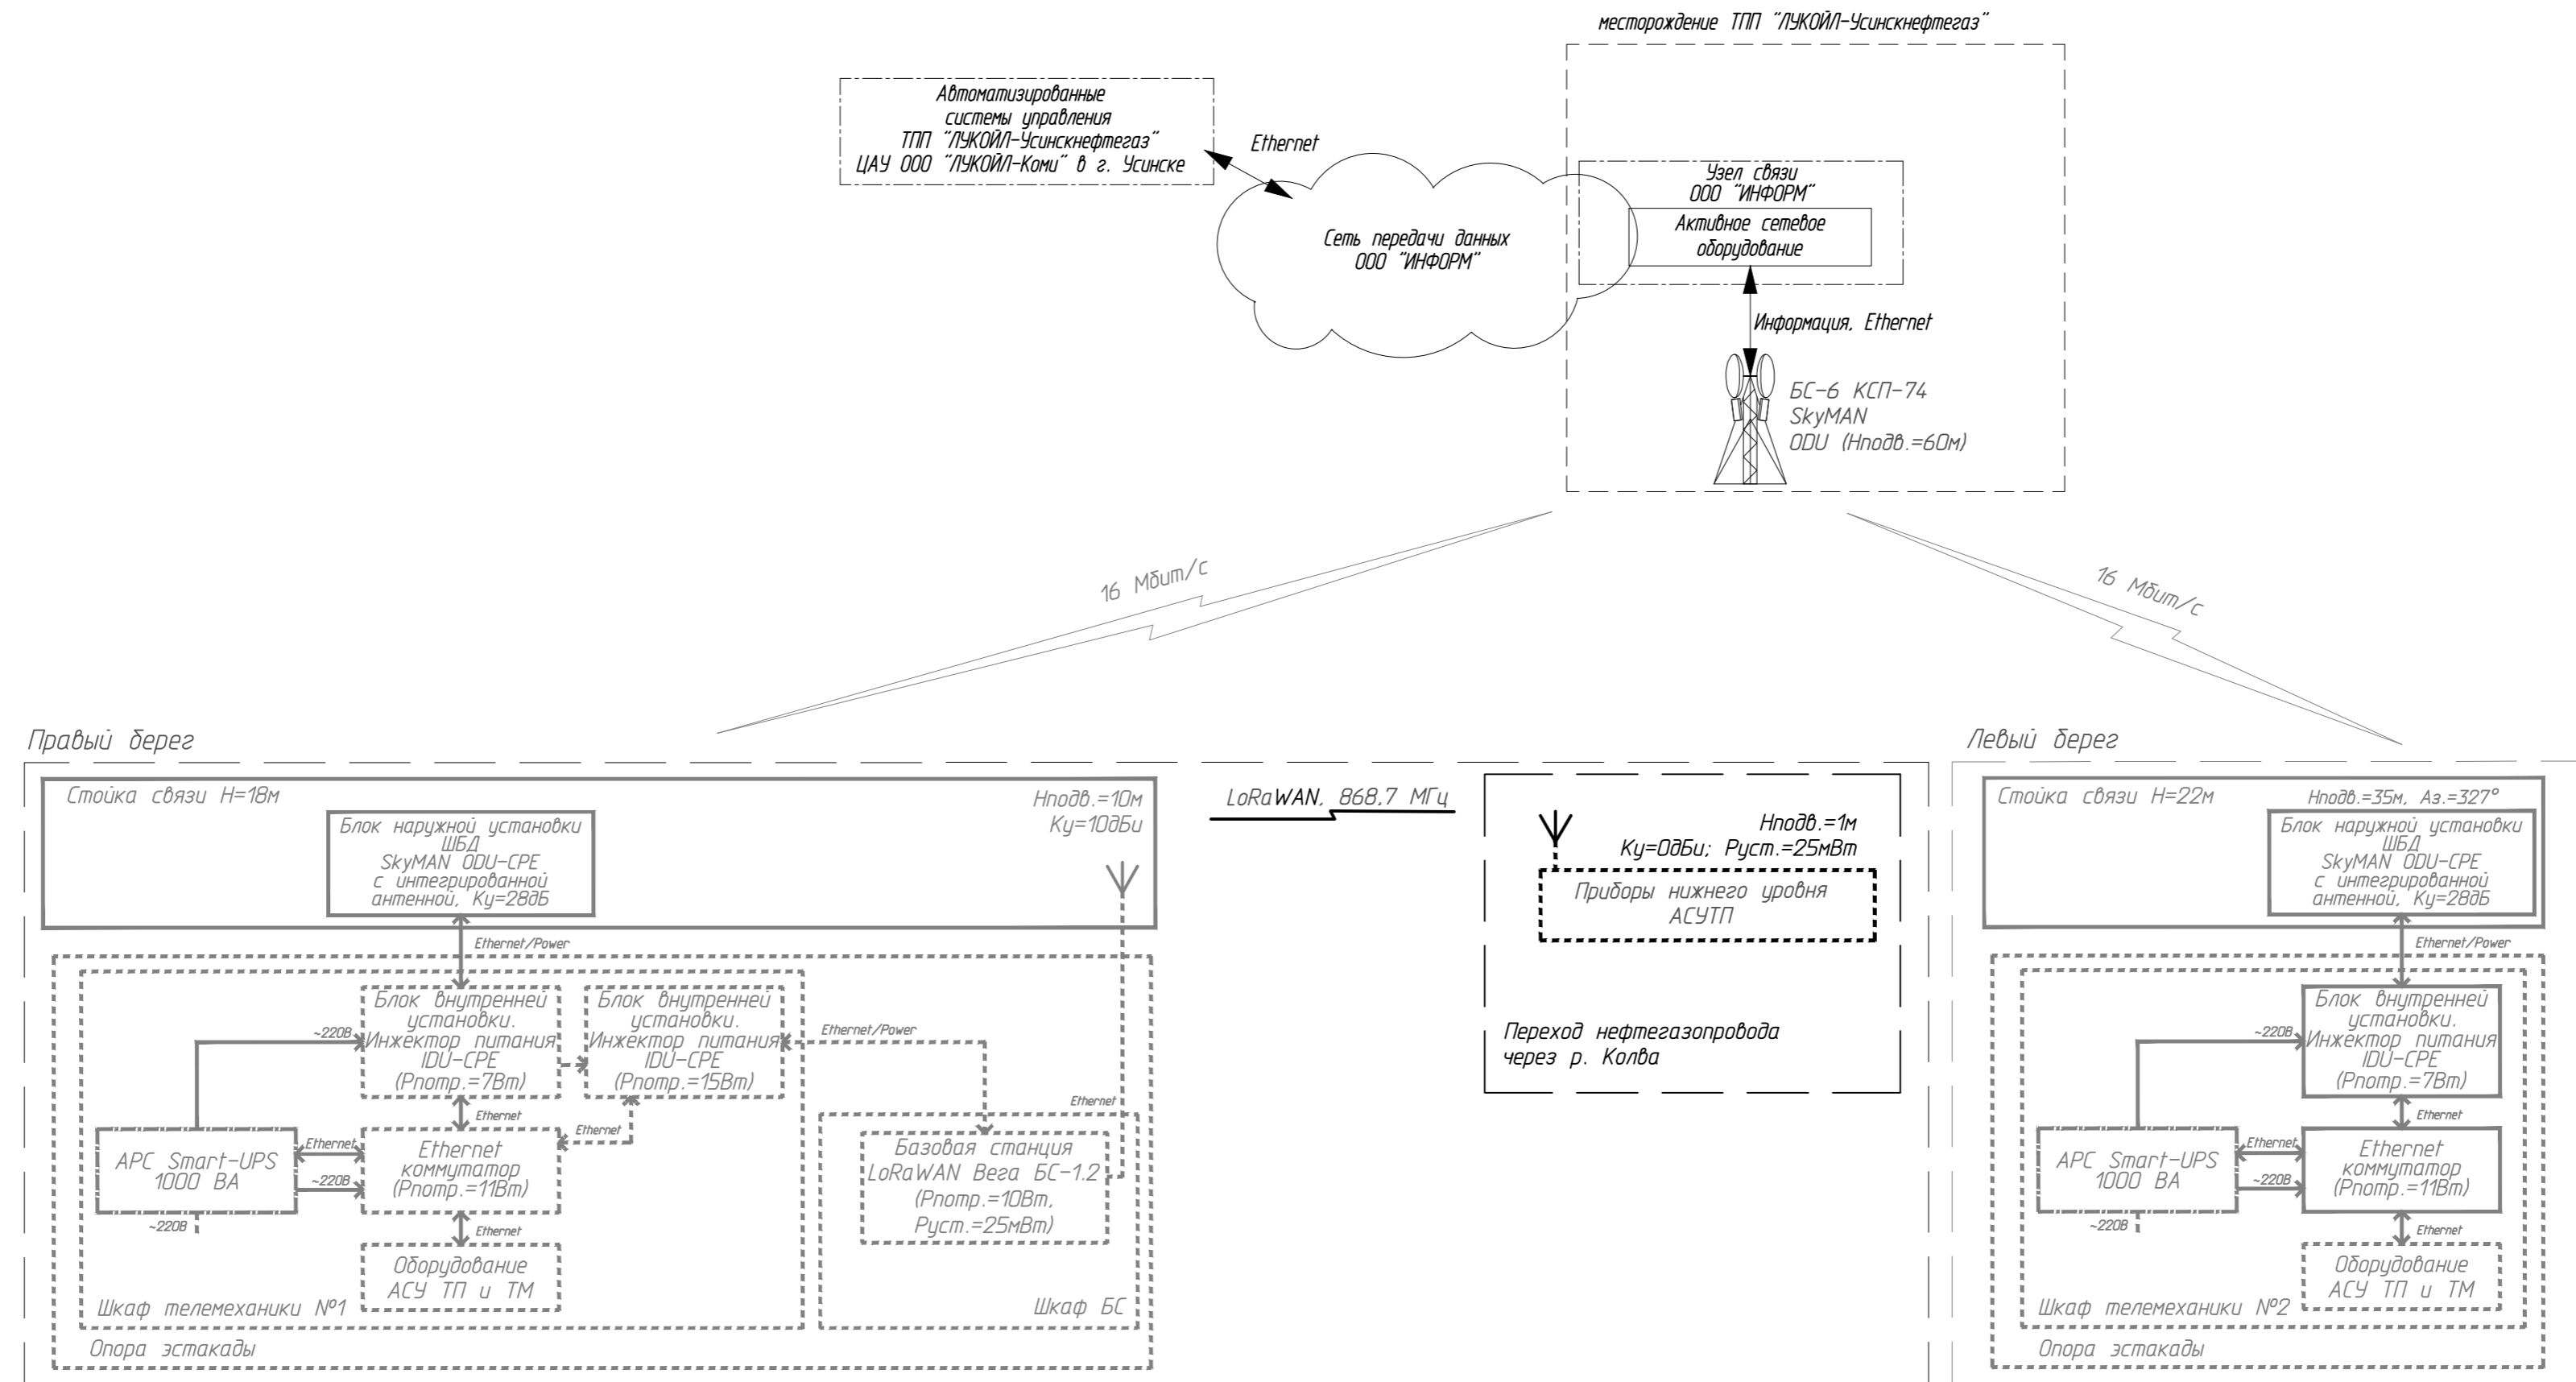 месторождение ТПП "ЛУКОЙЛ-Усинскнефтегаз"
Автоматизированные
системы управления
ТПП "ЛУКОЙЛ-Усинскнефтегаз"
ЦАУ ООО "ЛУКОЙЛ-Коми" в г. Усинске
Ethernet
Сеть передачи данных
ООО "ИНФОРМ"
Узел связи
ООО "ИНФОРМ"
Активное сетевое
оборудование
Информация, Ethernet
БС-6 КСП-74
SkyMAN
ODU (Нподв.=60м)
16 Мбит/с
16 Мбит/с
Правый берег
Стойка связи Н=18м
Нподв.=10м
Ку=10дБи
Блок наружной установки
ШБД
SkyMAN ODU-CPE
с интегрированной
антенной, Ку=28дБ
Ethernet/Power
Блок внутренней
установки.
Инжектор питания
IDU-CPE
(Рпотр.=7Вт)
Блок внутренней
установки.
Инжектор питания
IDU-CPE
(Рпотр.=15Вт)
~220В
Ethernet/Power
Ethernet
Ethernet
Ethernet
APC Smart-UPS
1000 ВА
Ethernet
~220В
~220В
Ethernet
коммутатор
(Рпотр.=11Вт)
Ethernet
Оборудование
АСУ ТП и ТМ
Шкаф телемеханики №1
Базовая станция
LoRaWAN Вега БС-1.2
(Рпотр.=10Вт,
Руст.=25мВт)
Шкаф БС
Опора эстакады
LoRaWAN, 868,7 МГц
Нподв.=1м
Ку=0дБи; Руст.=25мВт
Приборы нижнего уровня
АСУТП
Переход нефтегазопровода
через р. Колва
Левый берег
Стойка связи Н=22м
Нподв.=35м, Аз.=327°
Блок наружной установки
ШБД
SkyMAN ODU-CPE
с интегрированной
антенной, Ку=28дБ
Ethernet/Power
Блок внутренней
установки.
Инжектор питания
IDU-CPE
(Рпотр.=7Вт)
~220В
Ethernet
APC Smart-UPS
1000 ВА
Ethernet
~220В
~220В
Ethernet
коммутатор
(Рпотр.=11Вт)
Ethernet
Оборудование
АСУ ТП и ТМ
Шкаф телемеханики №2
Опора эстакады